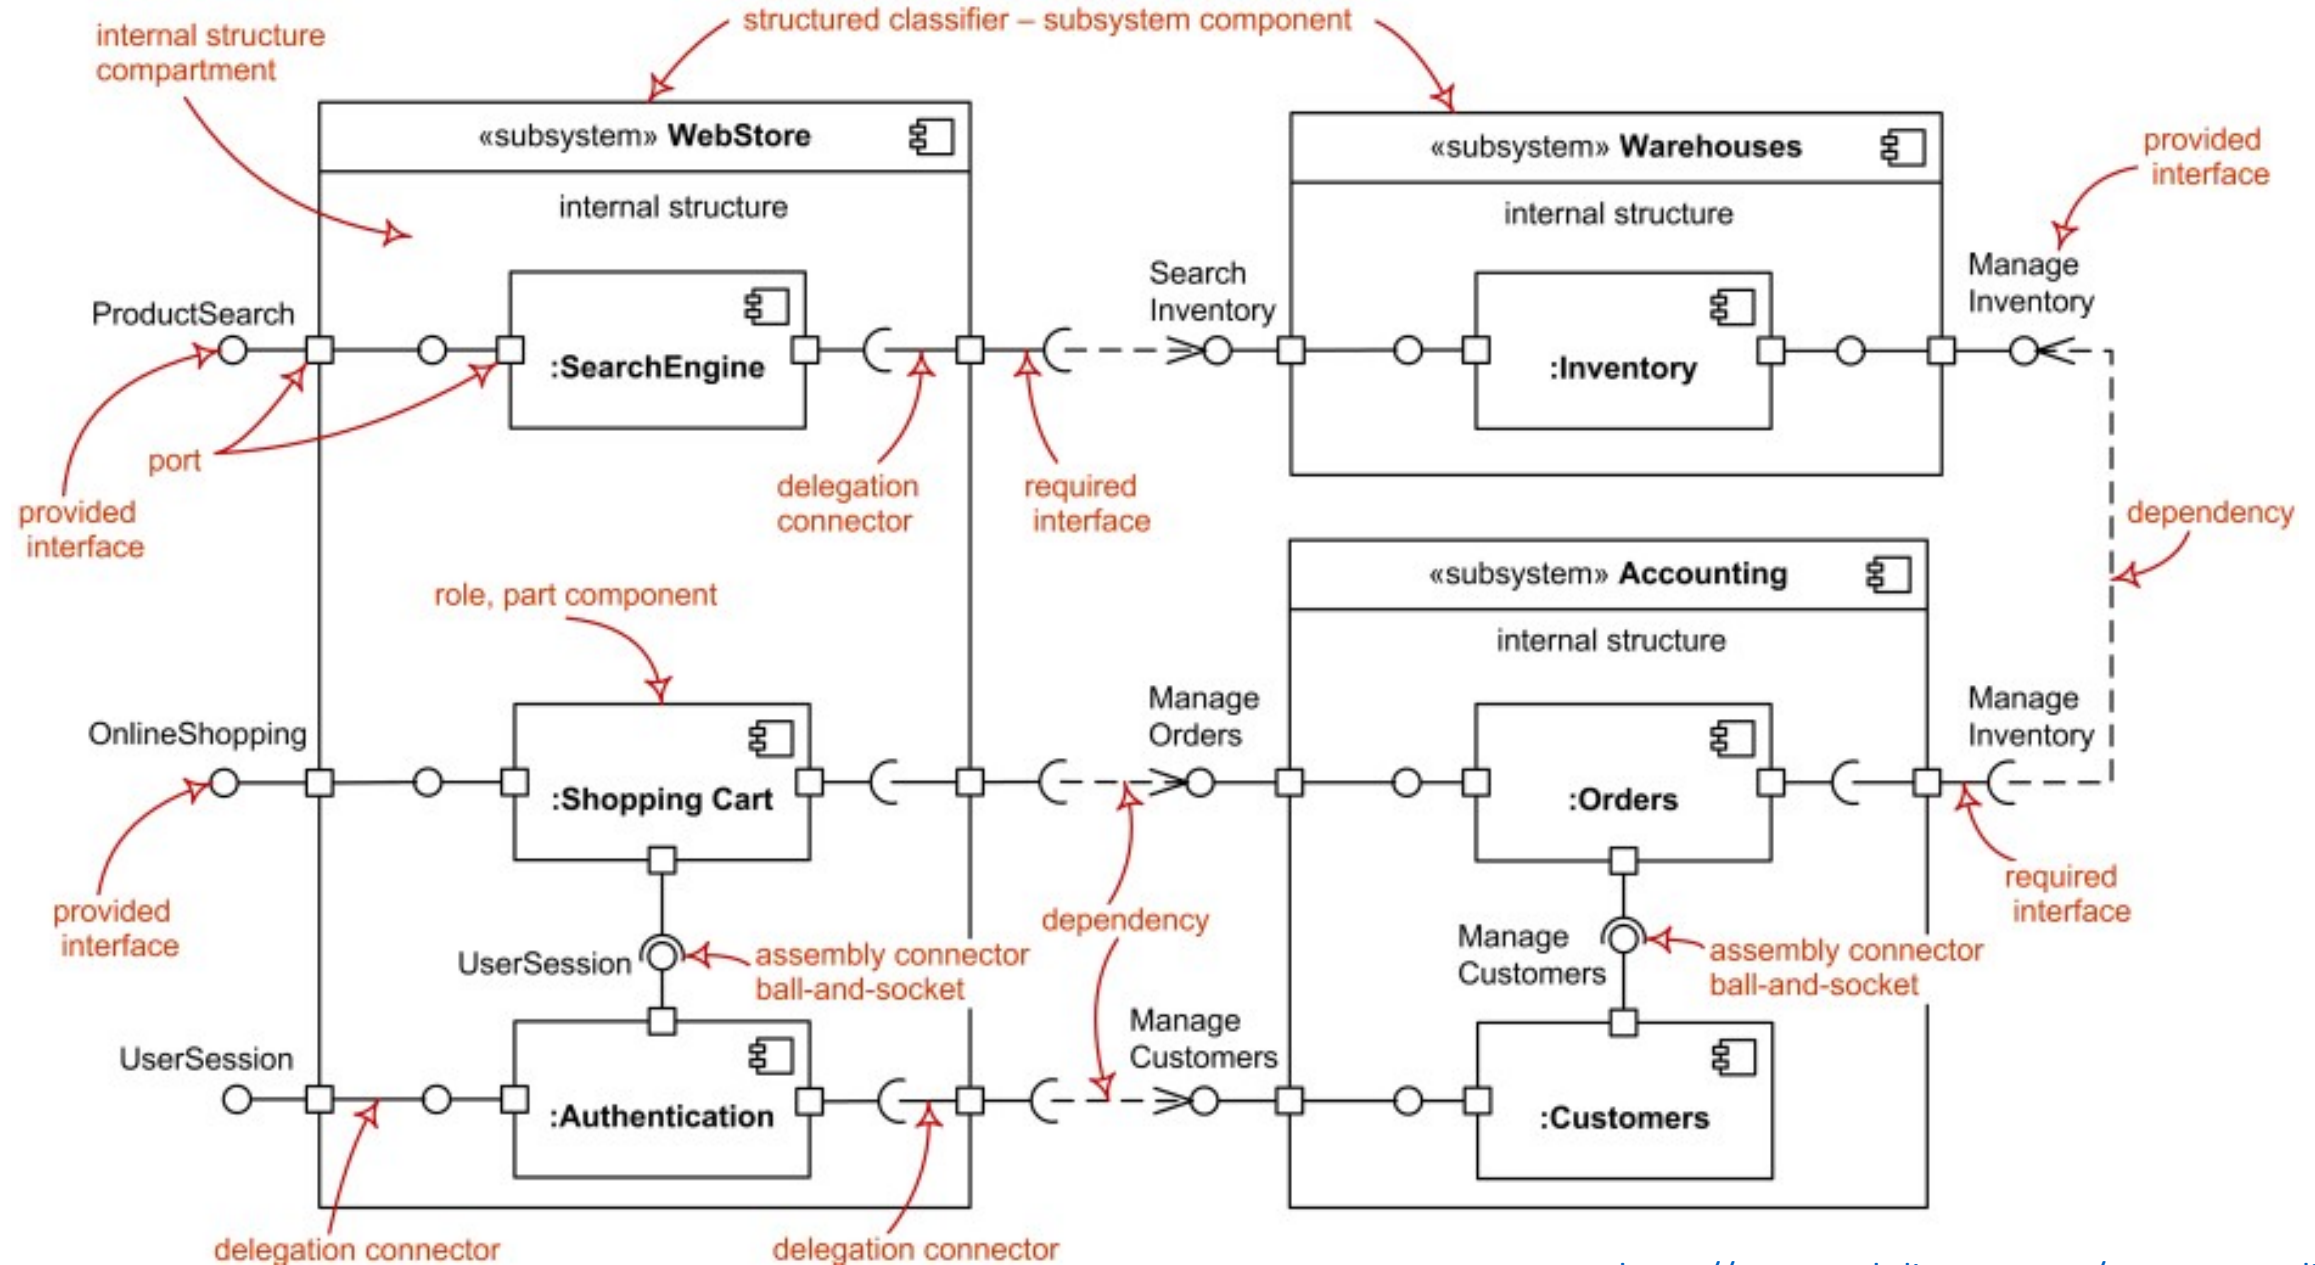 structured classifier – subsystem component
internal structure
compartment
«subsystem» WebStore
internal structure
«subsystem» Warehouses
internal structure
provided
interface
ProductSearch
:SearchEngine
Search
Inventory
:Inventory
Manage
Inventory
port
provided
interface
delegation
connector
required
interface
dependency
role, part component
«subsystem» Accounting
internal structure
OnlineShopping
:Shopping Cart
Manage
Orders
:Orders
Manage
Inventory
provided
interface
dependency
required
interface
UserSession
assembly connector
ball-and-socket
Manage
Customers
assembly connector
ball-and-socket
UserSession
:Authentication
Manage
Customers
:Customers
delegation connector
delegation connector